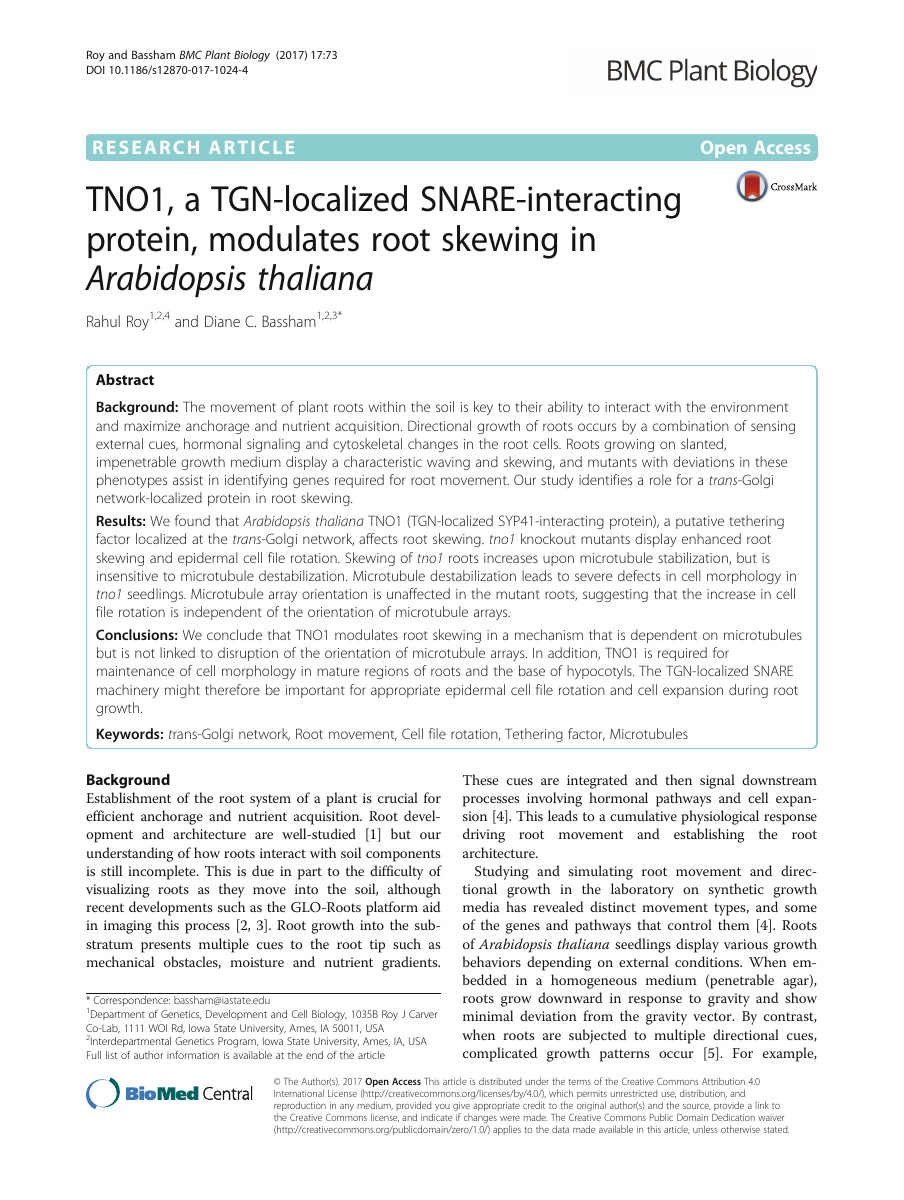 Roy and Bassham BMC Plant Biology (2017) 17:73
DOI 10.1186/s12870-017-1024-4
BMC Plant Biology
RESEARCH ARTICLE
Open Access
CrossMark
TNO1, a TGN-localized SNARE-interacting
protein, modulates root skewing in
Arabidopsis thaliana
Rahul Roy1,2,4 and Diane C. Bassham1,2,3*
Abstract
Background: The movement of plant roots within the soil is key to their ability to interact with the environment
and maximize anchorage and nutrient acquisition. Directional growth of roots occurs by a combination of sensing
external cues, hormonal signaling and cytoskeletal changes in the root cells. Roots growing on slanted,
impenetrable growth medium display a characteristic waving and skewing, and mutants with deviations in these
phenotypes assist in identifying genes required for root movement. Our study identifies a role for a trans-Golgi
network-localized protein in root skewing.
Results: We found that Arabidopsis thaliana TNO1 (TGN-localized SYP41-interacting protein), a putative tethering
factor localized at the trans-Golgi network, affects root skewing. tno1 knockout mutants display enhanced root
skewing and epidermal cell file rotation. Skewing of tno1 roots increases upon microtubule stabilization, but is
insensitive to microtubule destabilization. Microtubule destabilization leads to severe defects in cell morphology in
tno1 seedlings. Microtubule array orientation is unaffected in the mutant roots, suggesting that the increase in cell
file rotation is independent of the orientation of microtubule arrays.
Conclusions: We conclude that TNO1 modulates root skewing in a mechanism that is dependent on microtubules
but is not linked to disruption of the orientation of microtubule arrays. In addition, TNO1 is required for
maintenance of cell morphology in mature regions of roots and the base of hypocotyls. The TGN-localized SNARE
machinery might therefore be important for appropriate epidermal cell file rotation and cell expansion during root
growth.
Keywords: trans-Golgi network, Root movement, Cell file rotation, Tethering factor, Microtubules
Background
Establishment of the root system of a plant is crucial for
efficient anchorage and nutrient acquisition. Root devel-
opment and architecture are well-studied [1] but our
understanding of how roots interact with soil components
is still incomplete. This is due in part to the difficulty of
visualizing roots as they move into the soil, although
recent developments such as the GLO-Roots platform aid
in imaging this process [2, 3]. Root growth into the sub-
stratum presents multiple cues to the root tip such as
mechanical obstacles, moisture and nutrient gradients.
* Correspondence: bassham@iastate.edu
1Department of Genetics, Development and Cell Biology, 1035B Roy J Carver
Co-Lab, 1111 WOI Rd, Iowa State University, Ames, IA 50011, USA
2Interdepartmental Genetics Program, Iowa State University, Ames, IA, USA
Full list of author information is available at the end of the article
These cues are integrated and then signal downstream
processes involving hormonal pathways and cell expan-
sion [4]. This leads to a cumulative physiological response
driving root movement and establishing the root
architecture.
Studying and simulating root movement and direc-
tional growth in the laboratory on synthetic growth
media has revealed distinct movement types, and some
of the genes and pathways that control them [4]. Roots
of Arabidopsis thaliana seedlings display various growth
behaviors depending on external conditions. When em-
bedded in a homogeneous medium (penetrable agar),
roots grow downward in response to gravity and show
minimal deviation from the gravity vector. By contrast,
when roots are subjected to multiple directional cues,
complicated growth patterns occur [5]. For example,
BioMed Central
© The Author(s). 2017 Open Access This article is distributed under the terms of the Creative Commons Attribution 4.0
International License (http://creativecommons.org/licenses/by/4.0/), which permits unrestricted use, distribution, and
reproduction in any medium, provided you give appropriate credit to the original author(s) and the source, provide a link to
the Creative Commons license, and indicate if changes were made. The Creative Commons Public Domain Dedication waiver
(http://creativecommons.org/publicdomain/zero/1.0/) applies to the data made available in this article, unless otherwise stated.